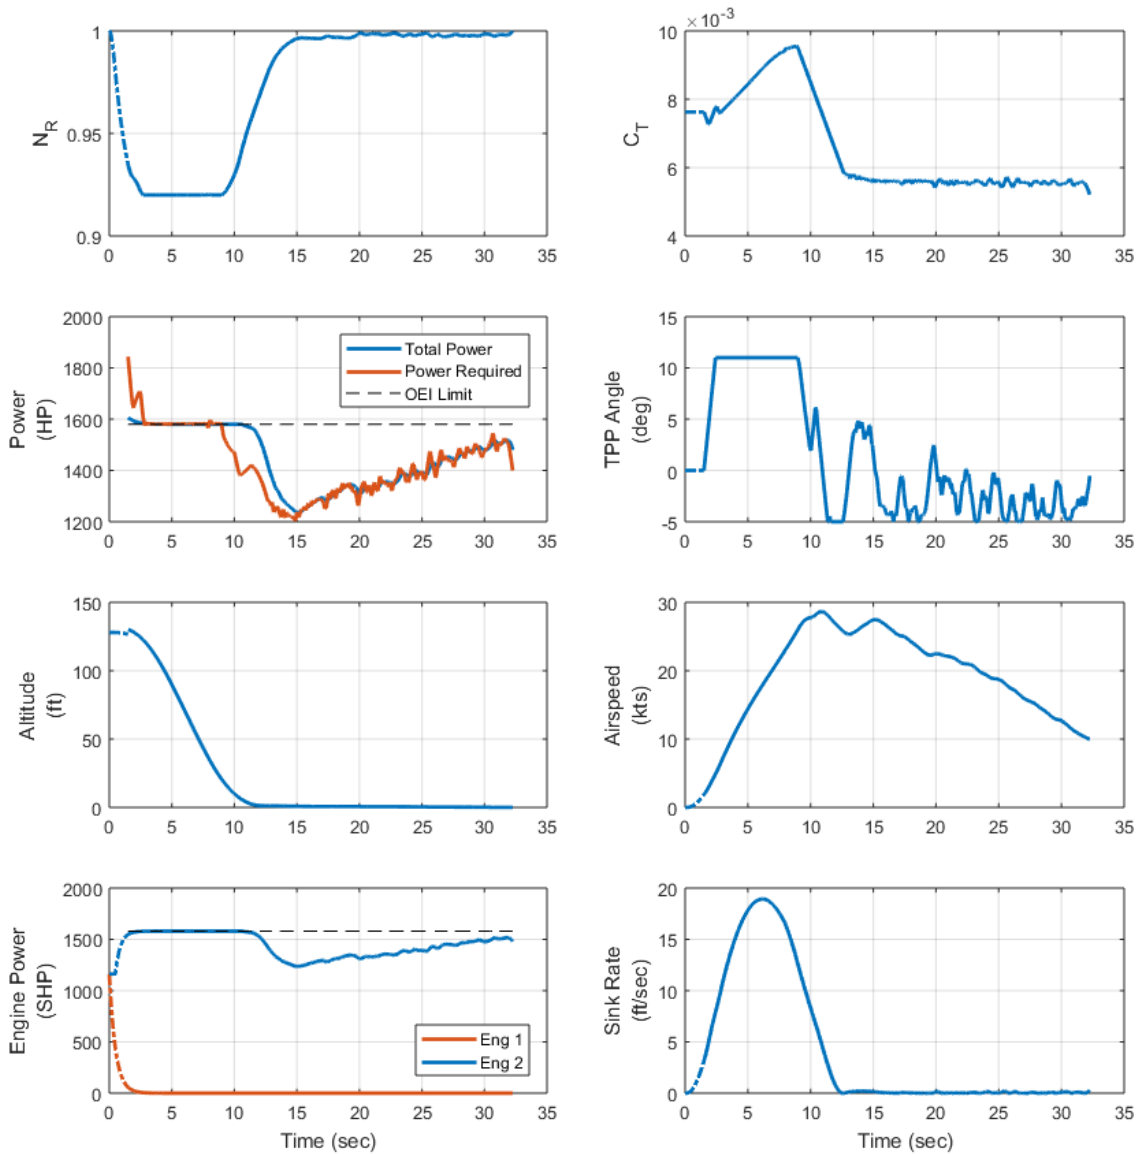 1
0.95
0.9
N_R
0 5 10 15 20 25 30 35
×10^-3
10
8
6
4
C_T
0 5 10 15 20 25 30 35
2000
1800
1600
1400
1200
Power
(HP)
Total Power
Power Required
OEI Limit
0 5 10 15 20 25 30 35
15
10
5
0
-5
TPP Angle
(deg)
0 5 10 15 20 25 30 35
150
100
50
0
Altitude
(ft)
0 5 10 15 20 25 30 35
30
20
10
0
Airspeed
(kts)
0 5 10 15 20 25 30 35
2000
1500
1000
500
0
Engine Power
(SHP)
Eng 1
Eng 2
0 5 10 15 20 25 30 35
Time (sec)
20
15
10
5
0
Sink Rate
(ft/sec)
0 5 10 15 20 25 30 35
Time (sec)